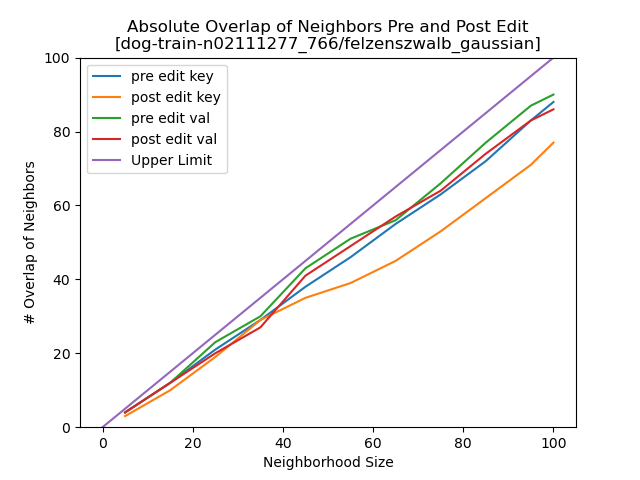 Absolute Overlap of Neighbors Pre and Post Edit
[dog-train-n02111277_766/felzenszwalb_gaussian]
pre edit key
post edit key
pre edit val
post edit val
Upper Limit
# Overlap of Neighbors
100
80
60
40
20
0
0 20 40 60 80 100
Neighborhood Size